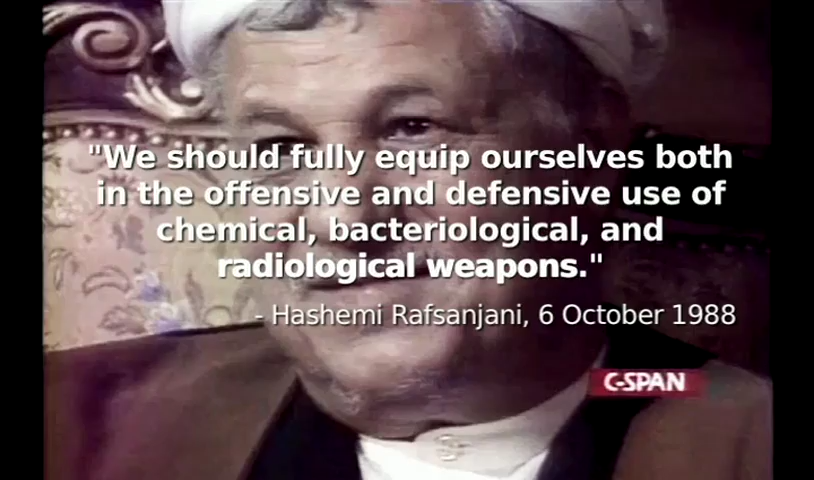 "We should fully equip ourselves both
in the offensive and defensive use of
chemical, bacteriological, and
radiological weapons."
- Hashemi Rafsanjani, 6 October 1988
C-SPAN